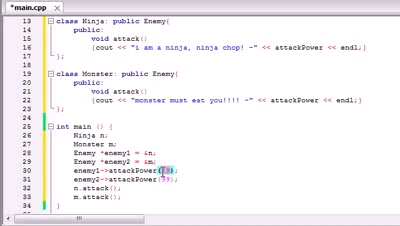 *main.cpp
13 class Ninja: public Enemy{
14 public:
15 void attack()
16 {cout << "i am a ninja, ninja chop! -" << attackPower << endl;}
17 };
18
19 class Monster: public Enemy{
20 public:
21 void attack()
22 {cout << "monster must eat you!!!! -" << attackPower << endl;}
23 };
24
25 int main () {
26 Ninja n;
27 Monster m;
28 Enemy *enemy1 = &n;
29 Enemy *enemy2 = &m;
30 enemy1->attackPower();
31 enemy2->attackPower(99);
32 n.attack();
33 m.attack();
34 }